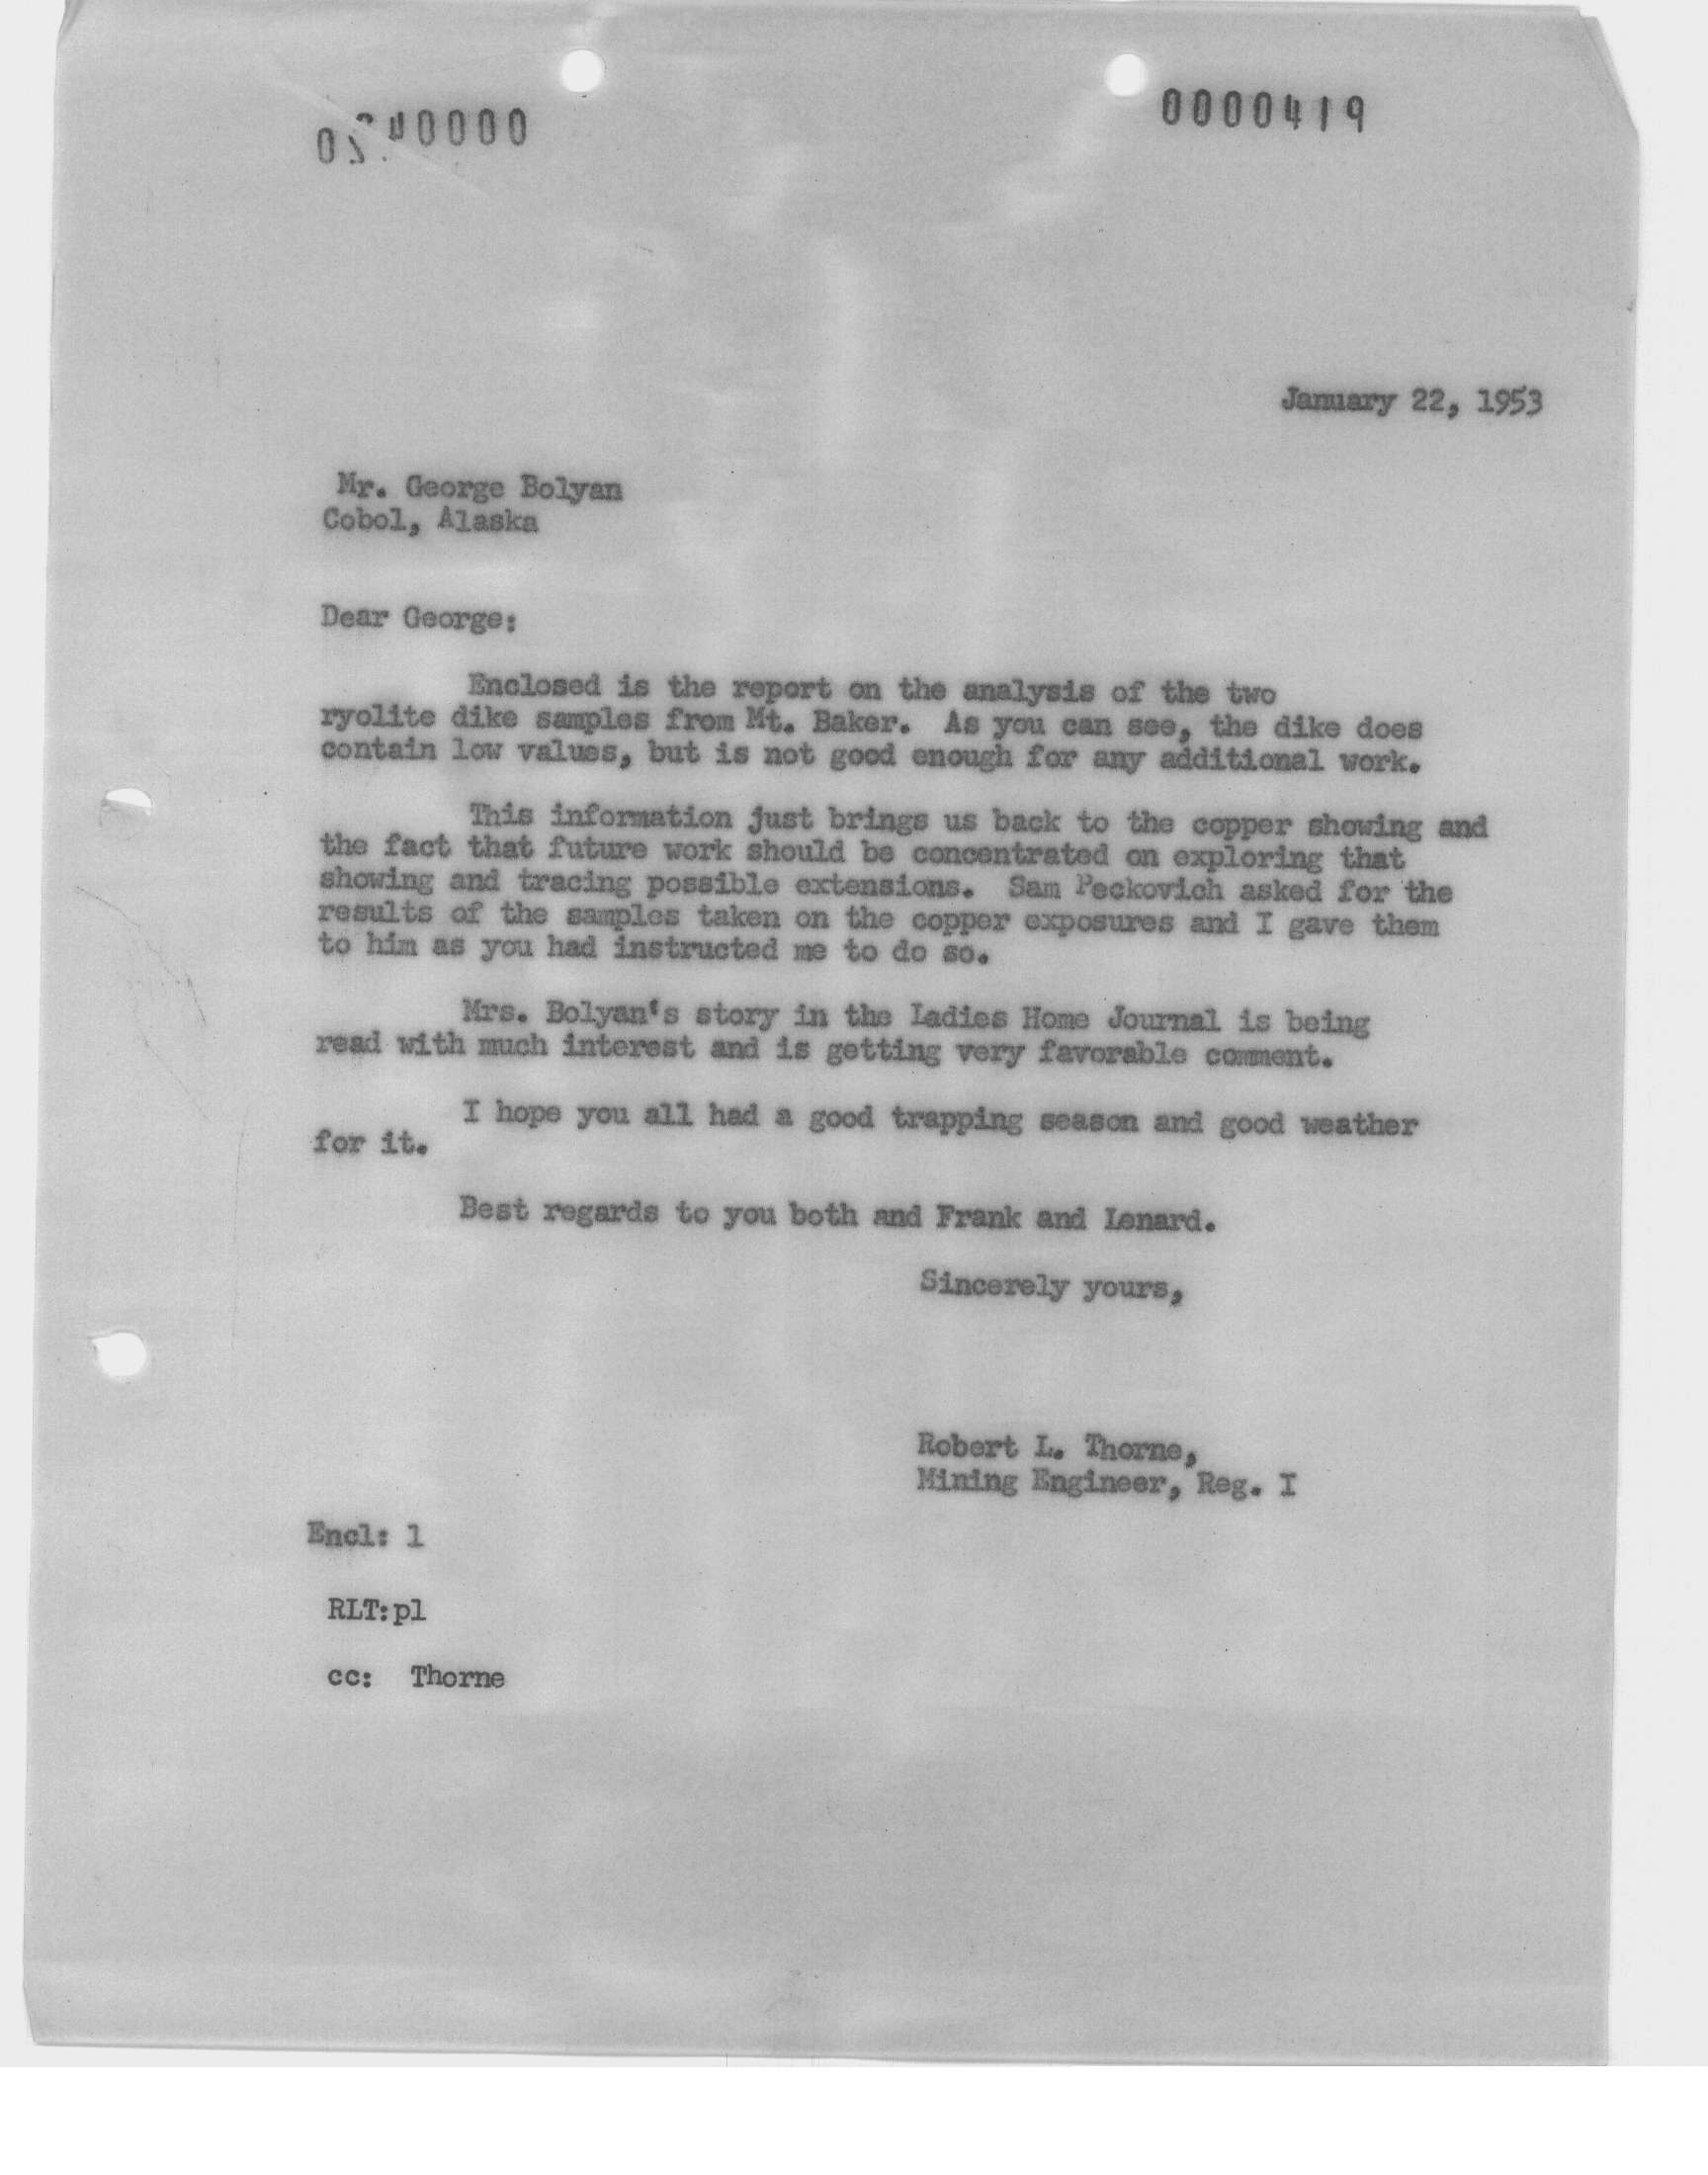 0000419
January 22, 1953
Mr. George Bolyan
Cobol, Alaska
Dear George:
Enclosed is the report on the analysis of the two
ryolite dike samples from Mt. Baker. As you can see, the dike does
contain low values, but is not good enough for any additional work.
This information just brings us back to the copper showing and
the fact that future work should be concentrated on exploring that
showing and tracing possible extensions. Sam Peckovich asked for the
results of the samples taken on the copper exposures and I gave them
to him as you had instructed me to do so.
Mrs. Bolyan's story in the Ladies Home Journal is being
read with much interest and is getting very favorable comment.
I hope you all had a good trapping season and good weather
for it.
Best regards to you both and Frank and Lenard.
Sincerely yours,
Robert L. Thorne,
Mining Engineer, Reg. I
Encl: 1
RLT:pl
cc: Thorne